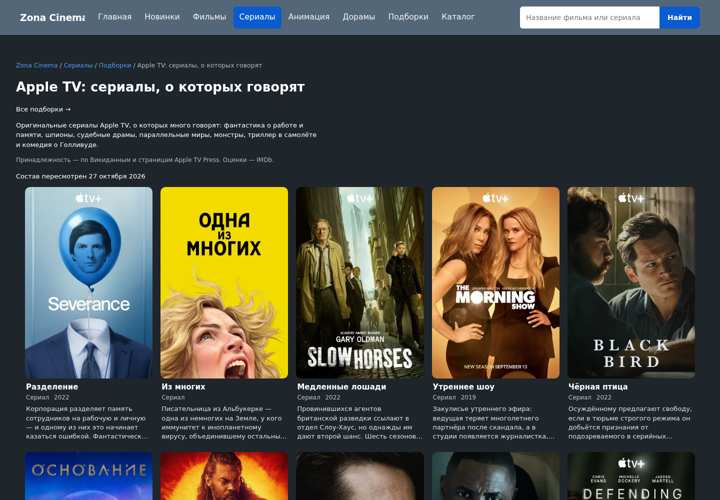 Zona Cinema Главная Новинки Фильмы Сериалы Анимация Дорамы Подборки Каталог Название фильма или сериала Найти
Zona Cinema / Сериалы / Подборки / Apple TV: сериалы, о которых говорят
Apple TV: сериалы, о которых говорят
Все подборки →
Оригинальные сериалы Apple TV, о которых много говорят: фантастика о работе и
памяти, шпионы, судебные драмы, параллельные миры, монстры, триллер в самолёте
и комедия о Голливуде.
Принадлежность — по Викиданным и страницам Apple TV Press. Оценки — IMDb.
Состав пересмотрен 27 октября 2026
tv+
Severance
ОДНА
ИЗ
МНОГИХ
tv+
GARY OLDMAN
SLOW HORSES
tv+
THE
MORNING
SHOW
NEW SEASON SEPTEMBER 13
tv+
BLACK
BIRD
Разделение
Сериал 2022
Корпорация разделяет память
сотрудников на рабочую и личную
— и одному из них это начинает
казаться ошибкой. Фантастическ…
Из многих
Сериал
Писательница из Альбукерке —
одна из немногих на Земле, у кого
иммунитет к инопланетному
вирусу, объединившему остальны…
Медленные лошади
Сериал 2022
Провинившихся агентов
британской разведки ссылают в
отдел Слоу-Хаус, но однажды им
дают второй шанс. Шесть сезонов…
Утреннее шоу
Сериал 2019
Закулисье утреннего эфира:
ведущая теряет многолетнего
партнёра после скандала, а в
студии появляется журналистка,…
Чёрная птица
Сериал 2022
Осуждённому предлагают свободу,
если в тюрьме строгого режима он
добьётся признания от
подозреваемого в серийных…
ОСНОВАНИЕ
tv+
CHRIS EVANS MICHELLE DOCKERY JAEDEN MARTELL
DEFENDING